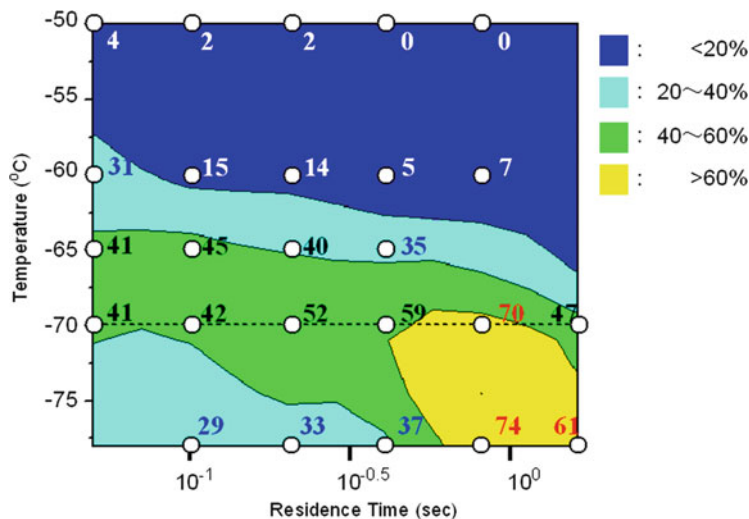 -50
4 2 2 0 0
: <20%
: 20～40%
: 40～60%
: >60%
-55
-60
31 15 14 5 7
Temperature (⁰C)
-65
41 45 40 35
-70
41 42 52 59 70 47
-75
29 33 37 74 61
10⁻¹ 10⁻⁰·⁵ 10⁰
Residence Time (sec)